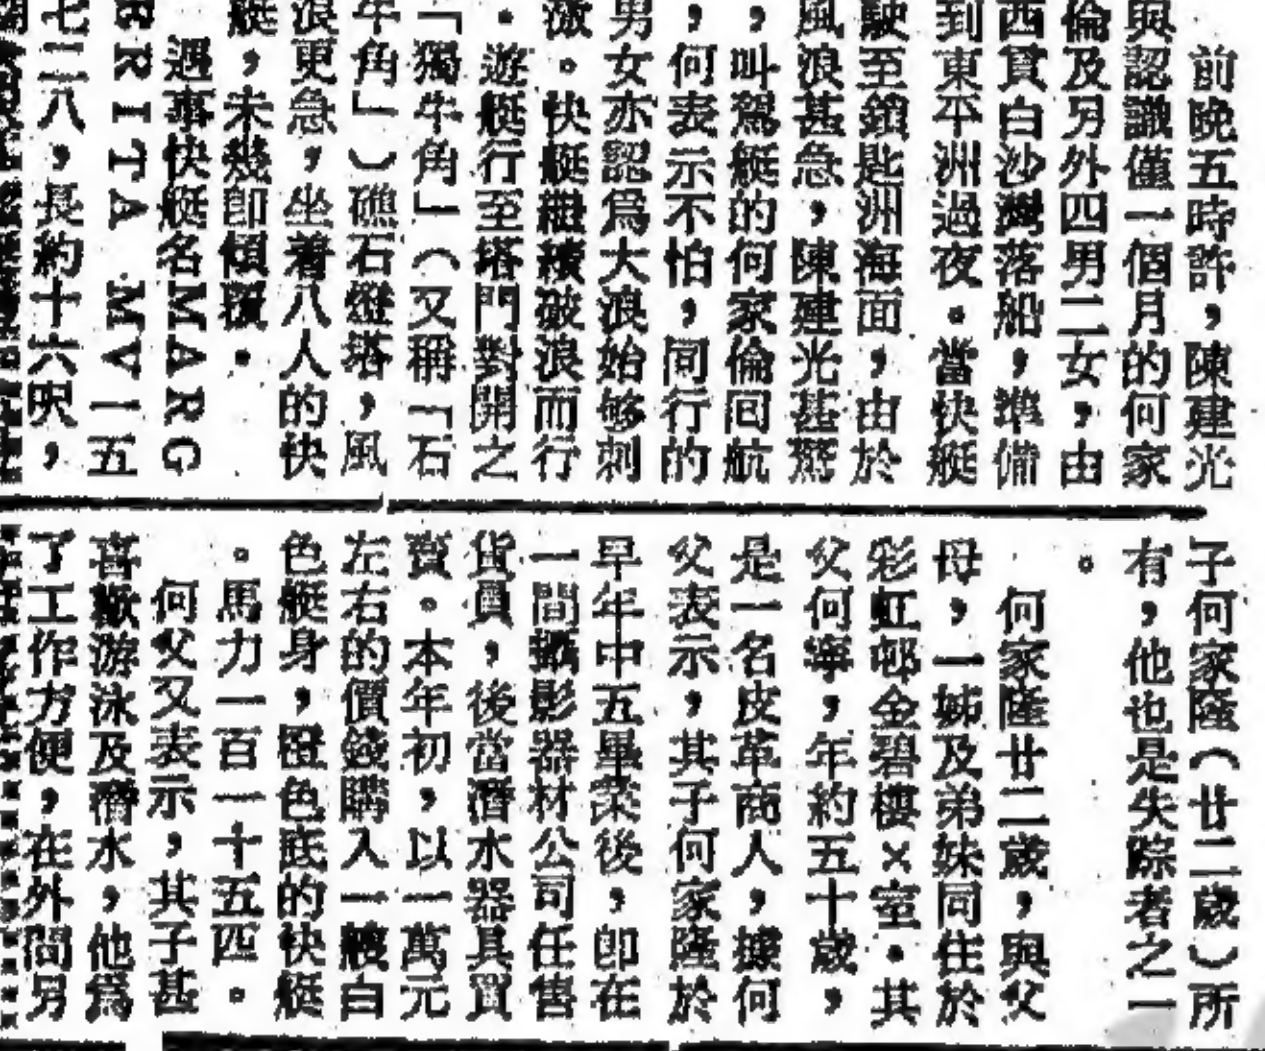 前晚五時許，陳建光
與認識僅一個月的何家
倫及另外四男二女，由
西貢白沙灣落船，準備
到東平洲過夜。當快艇
駛至鎖匙洲海面，由於
風浪甚急，陳建光甚驚
，叫駕艇的何家倫囘航
，何表示不怕，同行的
男女亦認爲大浪始够刺
激。快艇繼續破浪而行
。遊艇行至塔門對開之
「獨牛角」（又稱「石
牛角」）礁石燈塔，風
浪更急，坐着八人的快
艇，未幾卽傾覆。
遇事快艇名MARG
RITA MV一五
七二八，長約十六呎，
子何家隆（廿二歲）所
有，他也是失踪者之一
。
何家隆廿二歲，與父
母，一姊及弟妹同住於
彩虹邨金碧樓×室。其
父何寧，年約五十歲，
是一名皮革商人，據何
父表示，其子何家隆於
早年中五畢業後，卽在
一間攝影器材公司任售
貨員，後當潛水器具買
賣。本年初，以一萬元
左右的價錢購入一艘白
色艇身，橙色底的快艇
。馬力一百一十五匹。
何父又表示，其子甚
喜歡游泳及潛水，他爲
了工作方便，在外間另